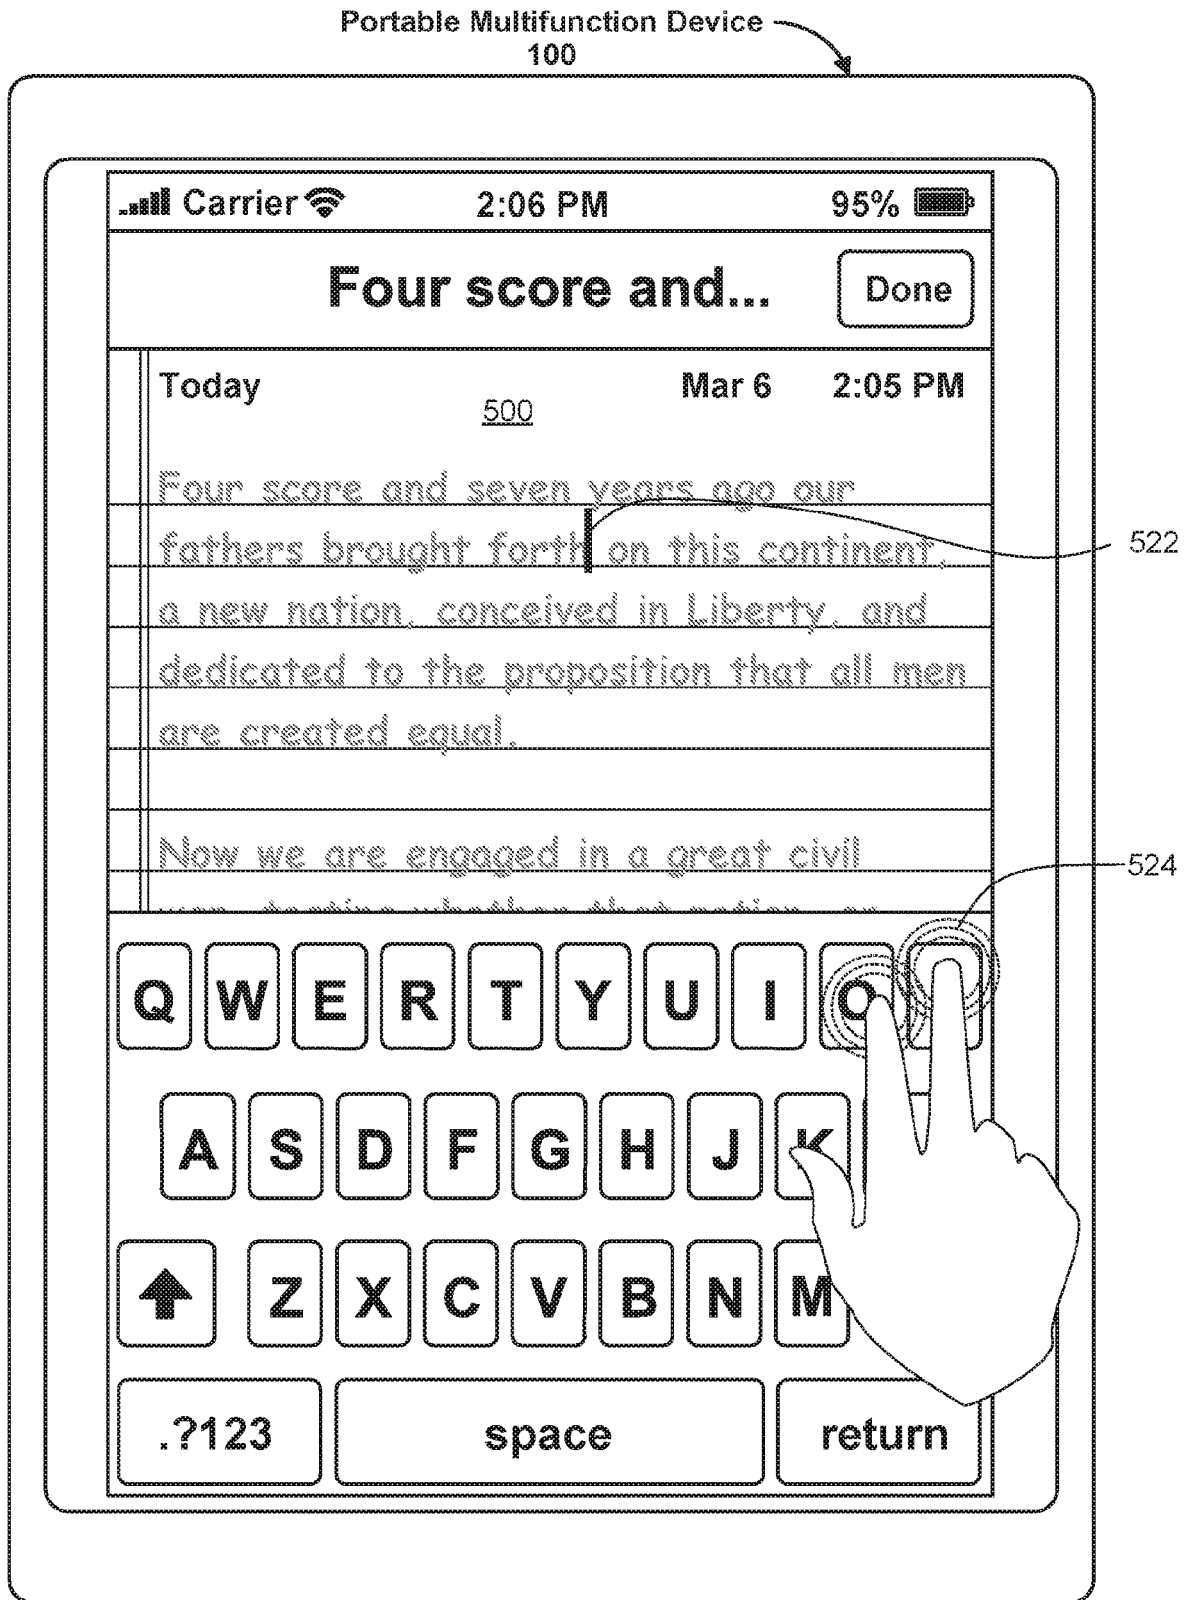 Portable Multifunction Device
100
Carrier 2:06 PM 95%
Four score and... Done
Today Mar 6 2:05 PM
500
Four score and seven years ago our
fathers brought forth on this continent,
522
a new nation, conceived in Liberty, and
dedicated to the proposition that all men
are created equal.
Now we are engaged in a great civil
524
Q W E R T Y U I O
A S D F G H J K
Z X C V B N M
.?123 space return